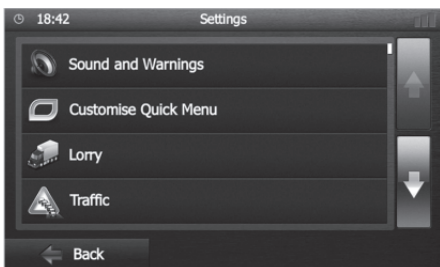 18:42 Settings
Sound and Warnings
Customise Quick Menu
Lorry
Traffic
Back